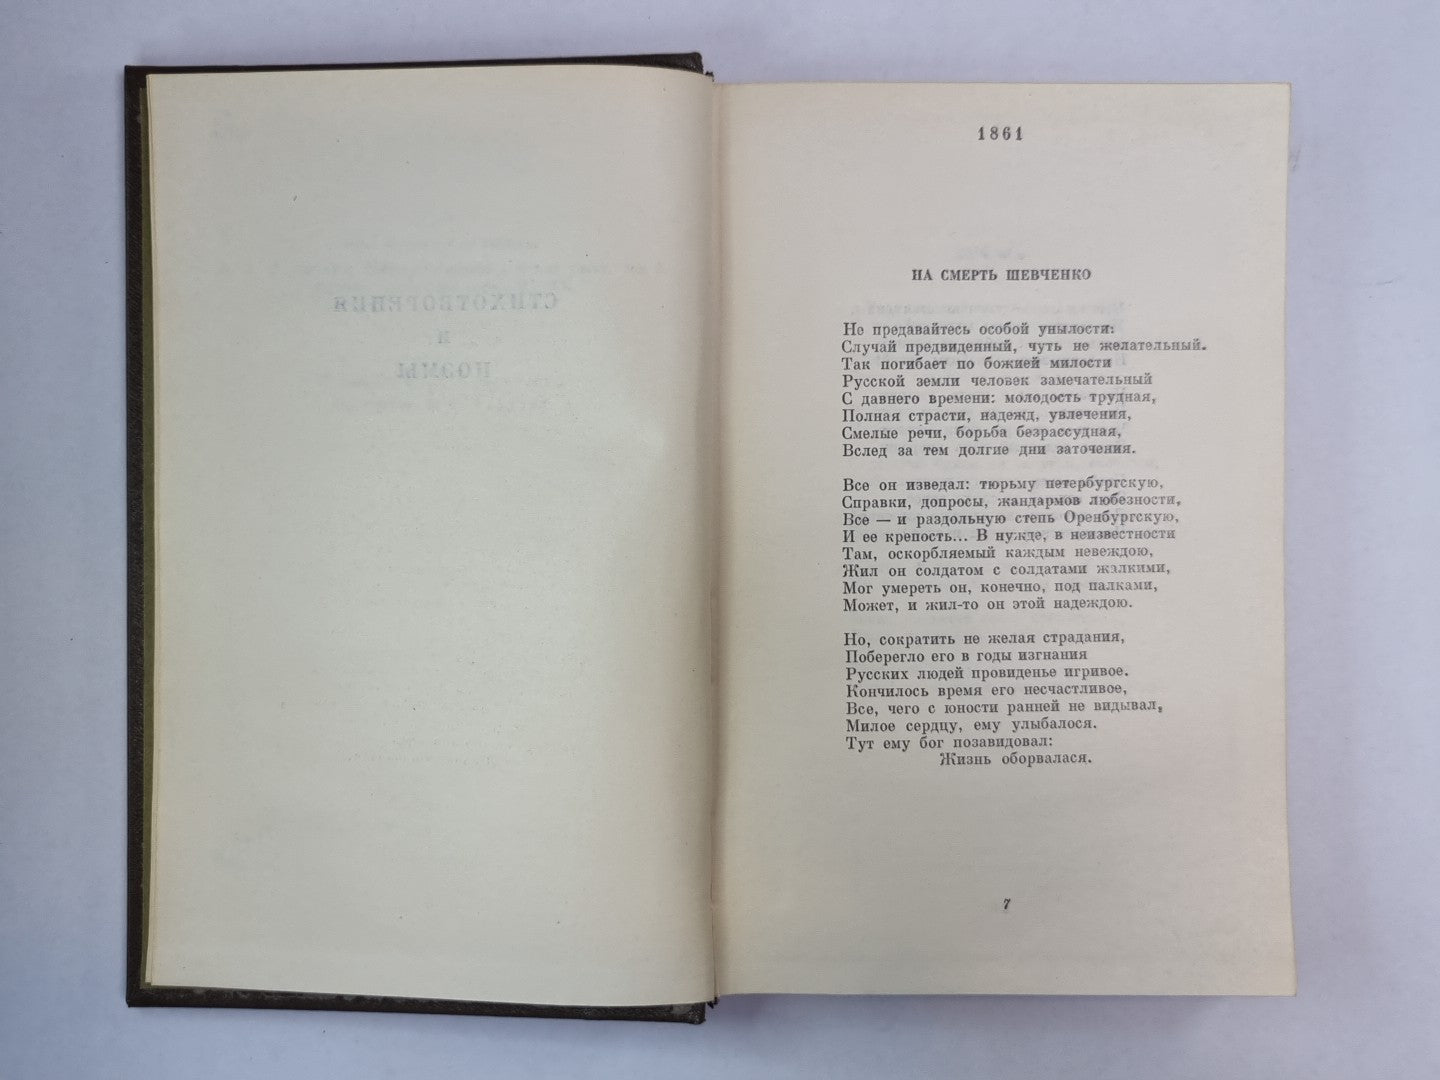 1861
НА СМЕРТЬ ШЕВЧЕНКО
Не предавайтесь особой унылости:
Случай предвиденный, чуть не желательный.
Так погибает по божией милости
Русской земли человек замечательный
С давнего времени: молодость трудная,
Полная страсти, надежд, увлечения,
Смелые речи, борьба безрассудная,
Вслед за тем долгие дни заточения.
Все он изведал: тюрьму петербургскую,
Справки, допросы, жандармов любезности,
Все — и раздольную степь Оренбургскую,
И ее крепость... В нужде, в неизвестности
Там, оскорбляемый каждым невеждою,
Жил он солдатом с солдатами жалкими,
Мог умереть он, конечно, под палками,
Может, и жил-то он этой надеждою.
Но, сократить не желая страдания,
Поберегло его в годы изгнания
Русских людей провиденье игривое.
Кончилось время его несчастливое,
Все, чего с юности ранней не видывал,
Милое сердцу, ему улыбалося.
Тут ему бог позавидовал:
Жизнь оборвалася.
7